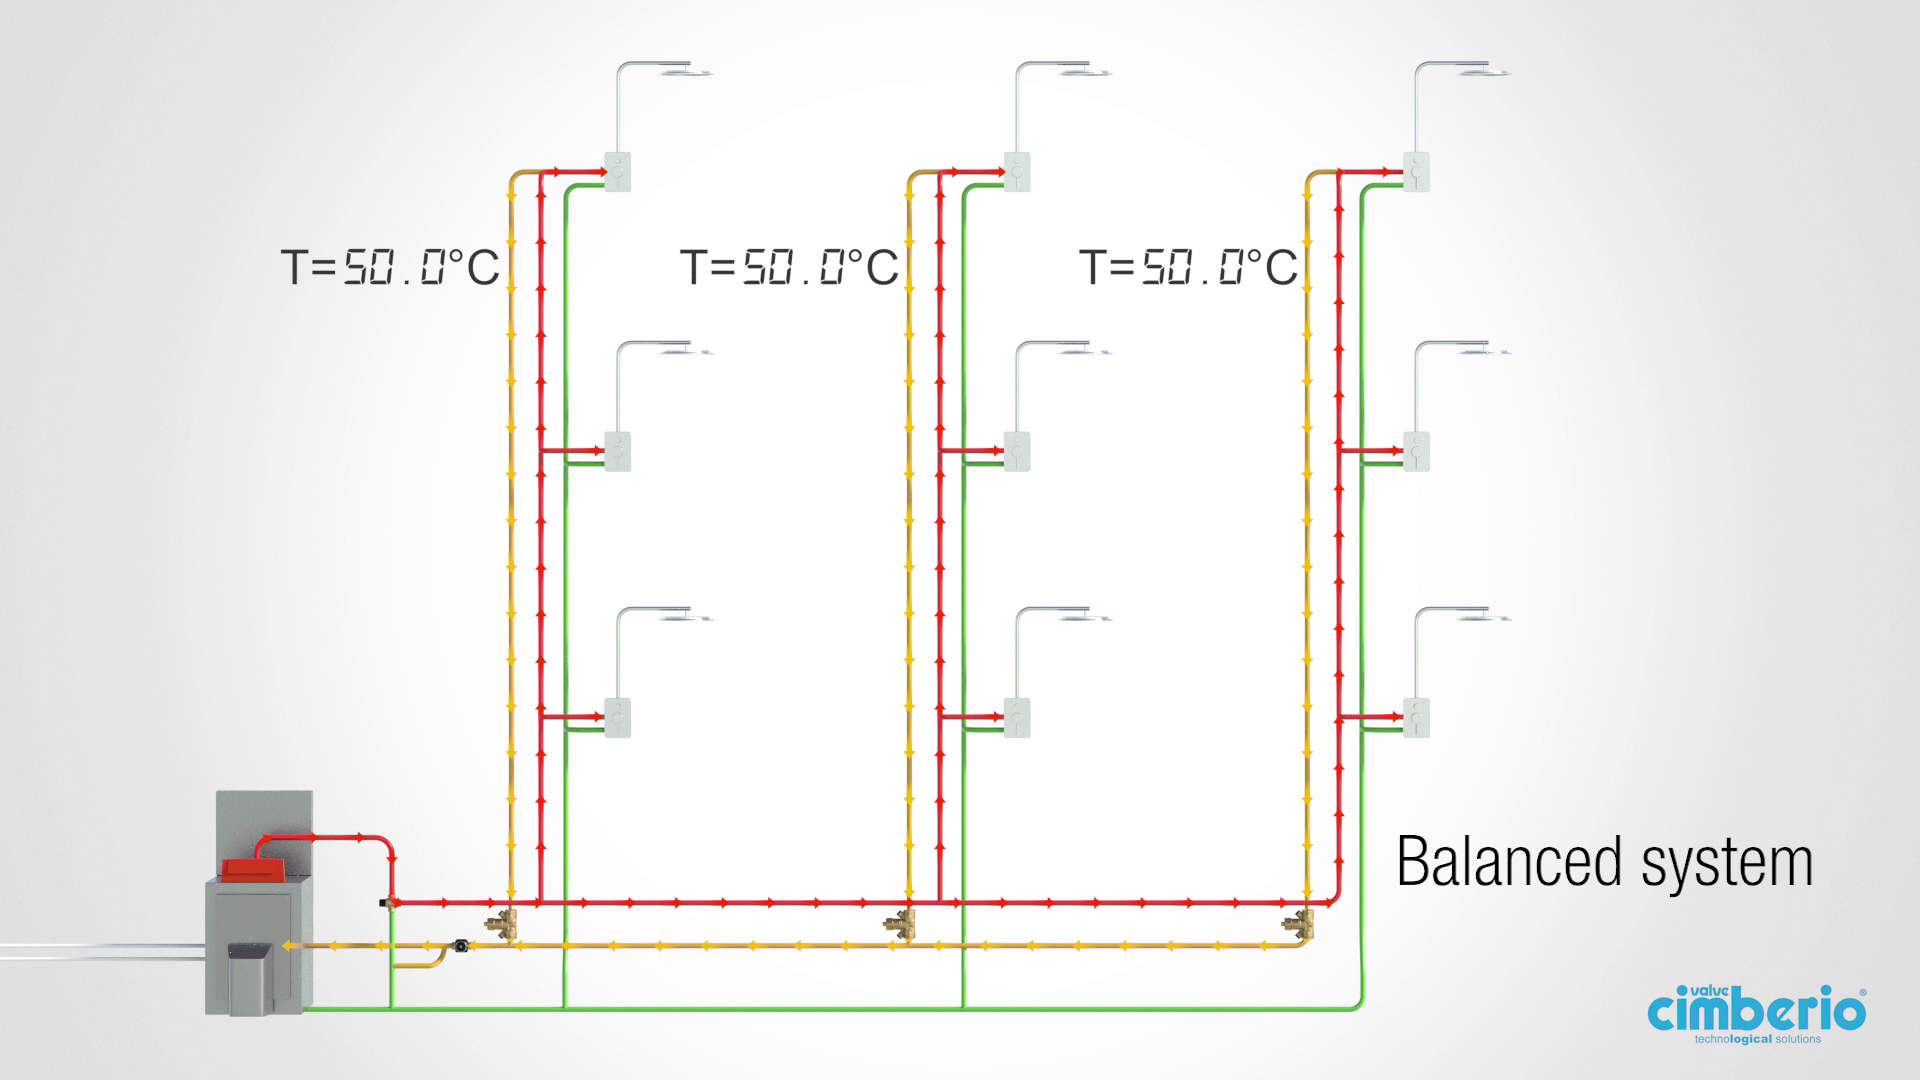 T=50.0°C T=50.0°C T=50.0°C
Balanced system
valve
cimberio®
technological solutions